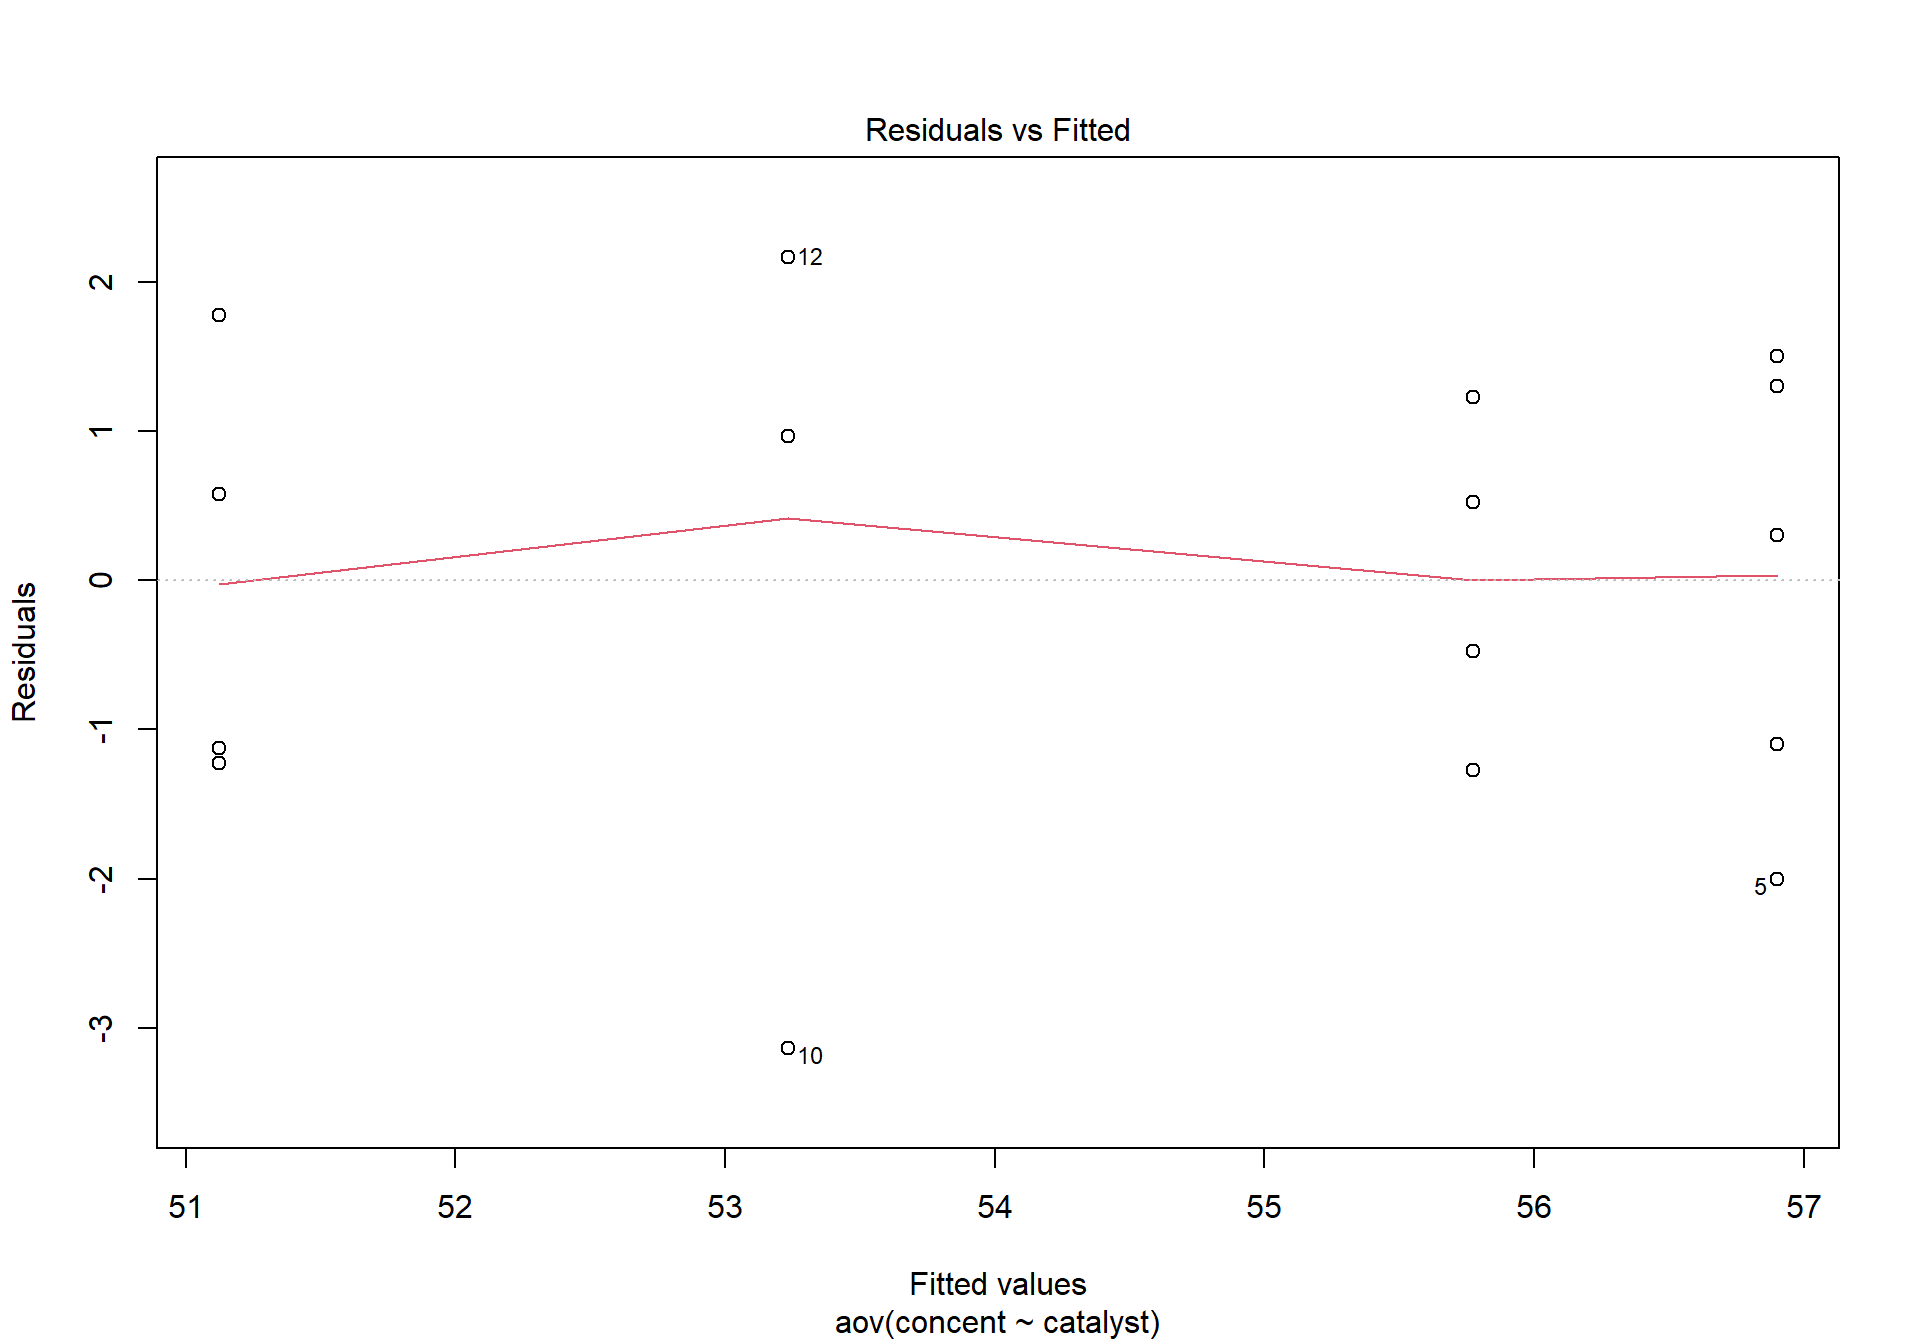 Residuals vs Fitted
2
1
0
-1
-2
-3
Residuals
12
10
5
51 52 53 54 55 56 57
Fitted values
aov(concent ~ catalyst)